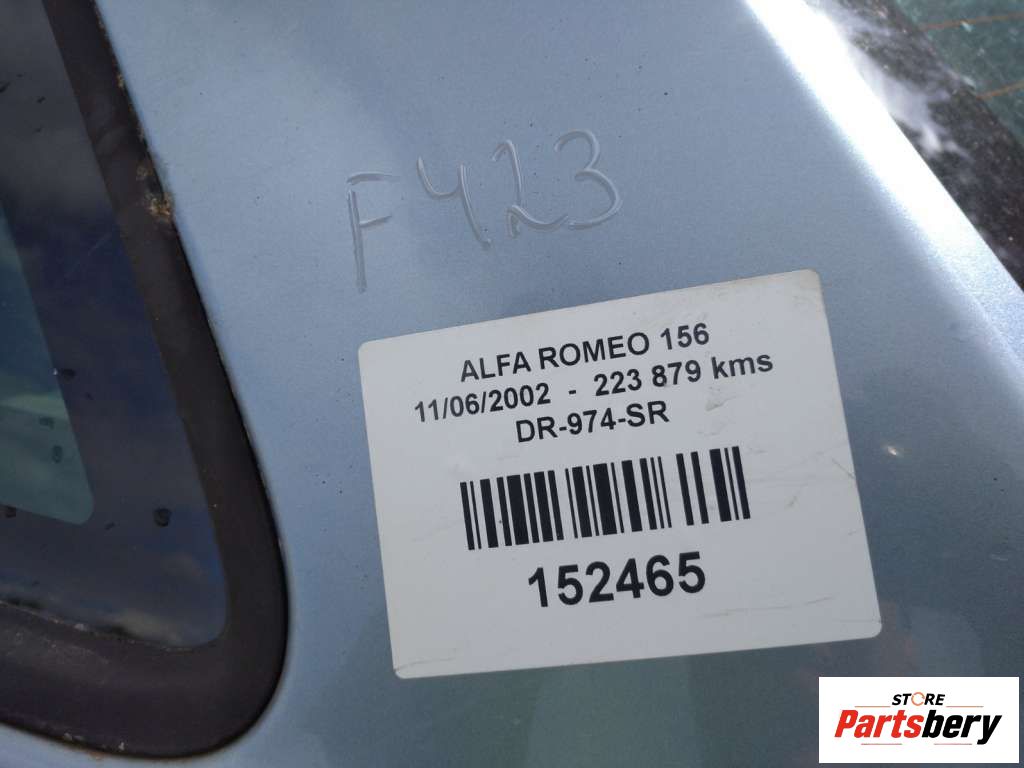 F423
ALFA ROMEO 156
11/06/2002 - 223 879 kms
DR-974-SR
152465
STORE
Partsbery